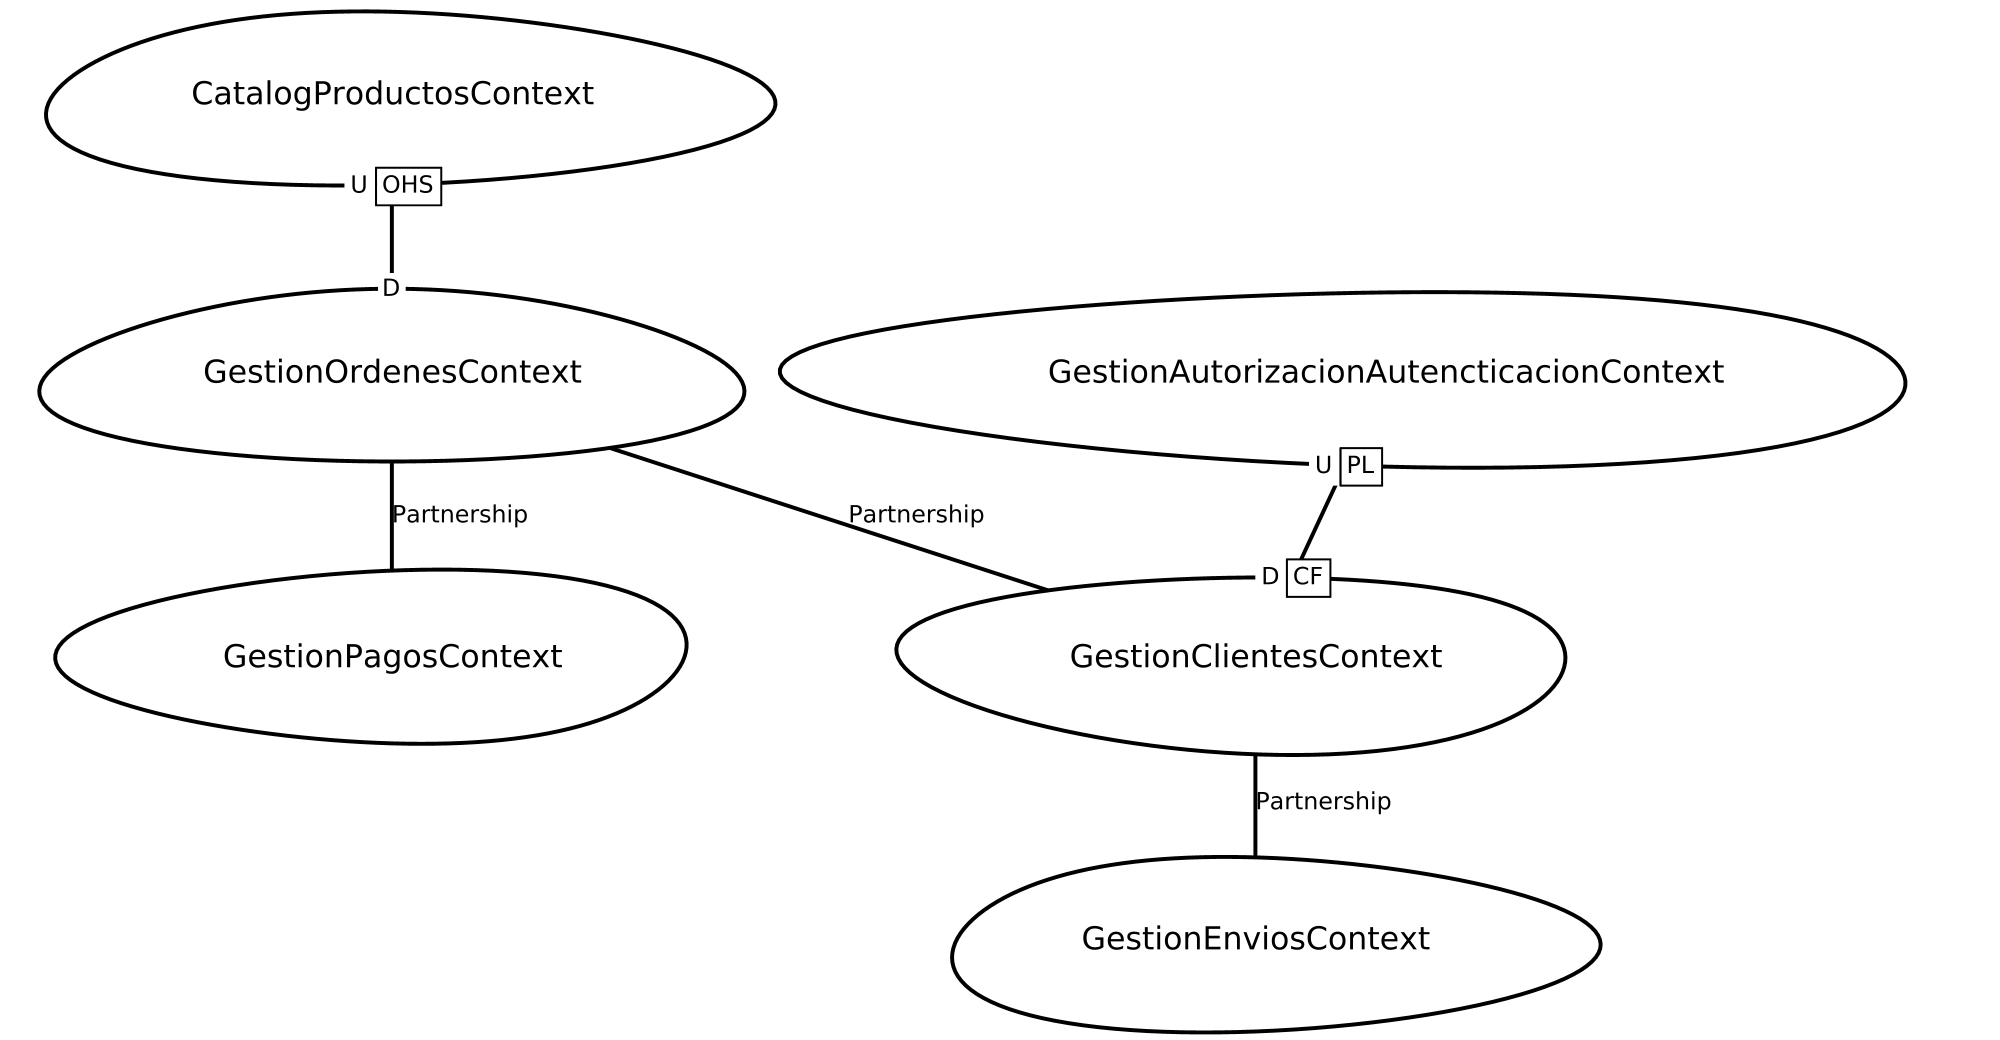 CatalogProductosContext
U OHS
D
GestionOrdenesContext
GestionAutorizacionAutencticacionContext
U PL
Partnership
Partnership
D CF
GestionPagosContext
GestionClientesContext
Partnership
GestionEnviosContext